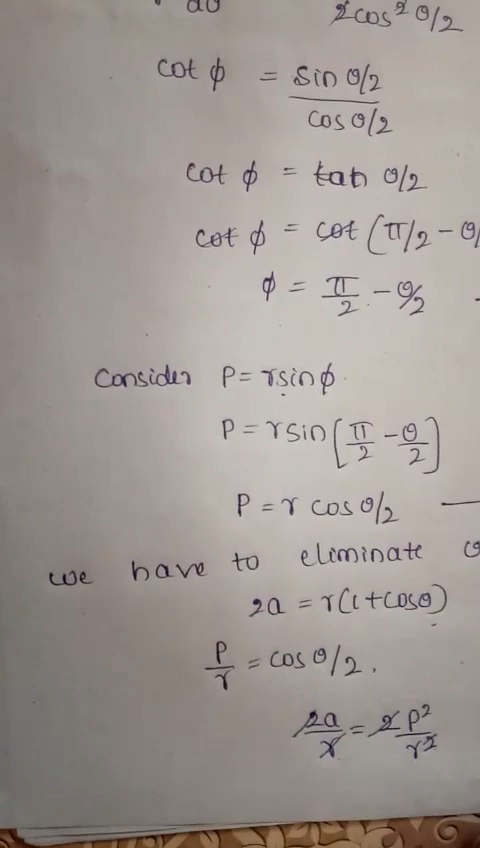 2cos² θ/2
cot φ = sin θ/2 / cos θ/2
cot φ = tan θ/2
cot φ = cot (π/2 - θ/
φ = π/2 - θ/2
Consider P = r sin φ
P = r sin [π/2 - θ/2]
P = r cos θ/2
we have to eliminate
2a = r(1+cosθ)
P/r = cos θ/2.
2a/r = 2 P²/r²